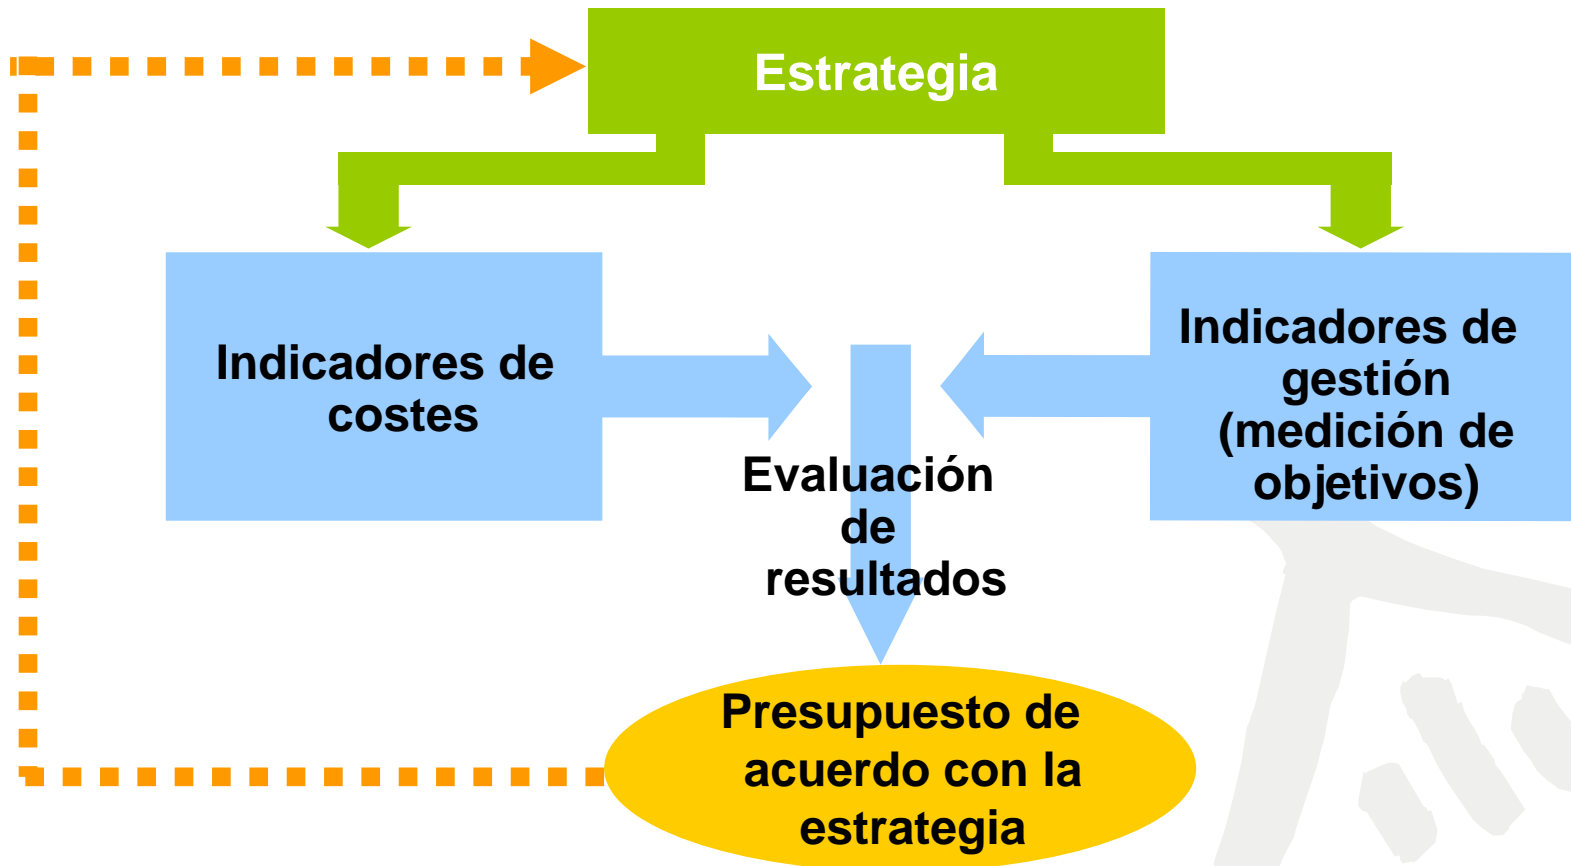 Estrategia
Indicadores de
costes
Indicadores de
gestión
(medición de
objetivos)
Evaluación
de
resultados
Presupuesto de
acuerdo con la
estrategia